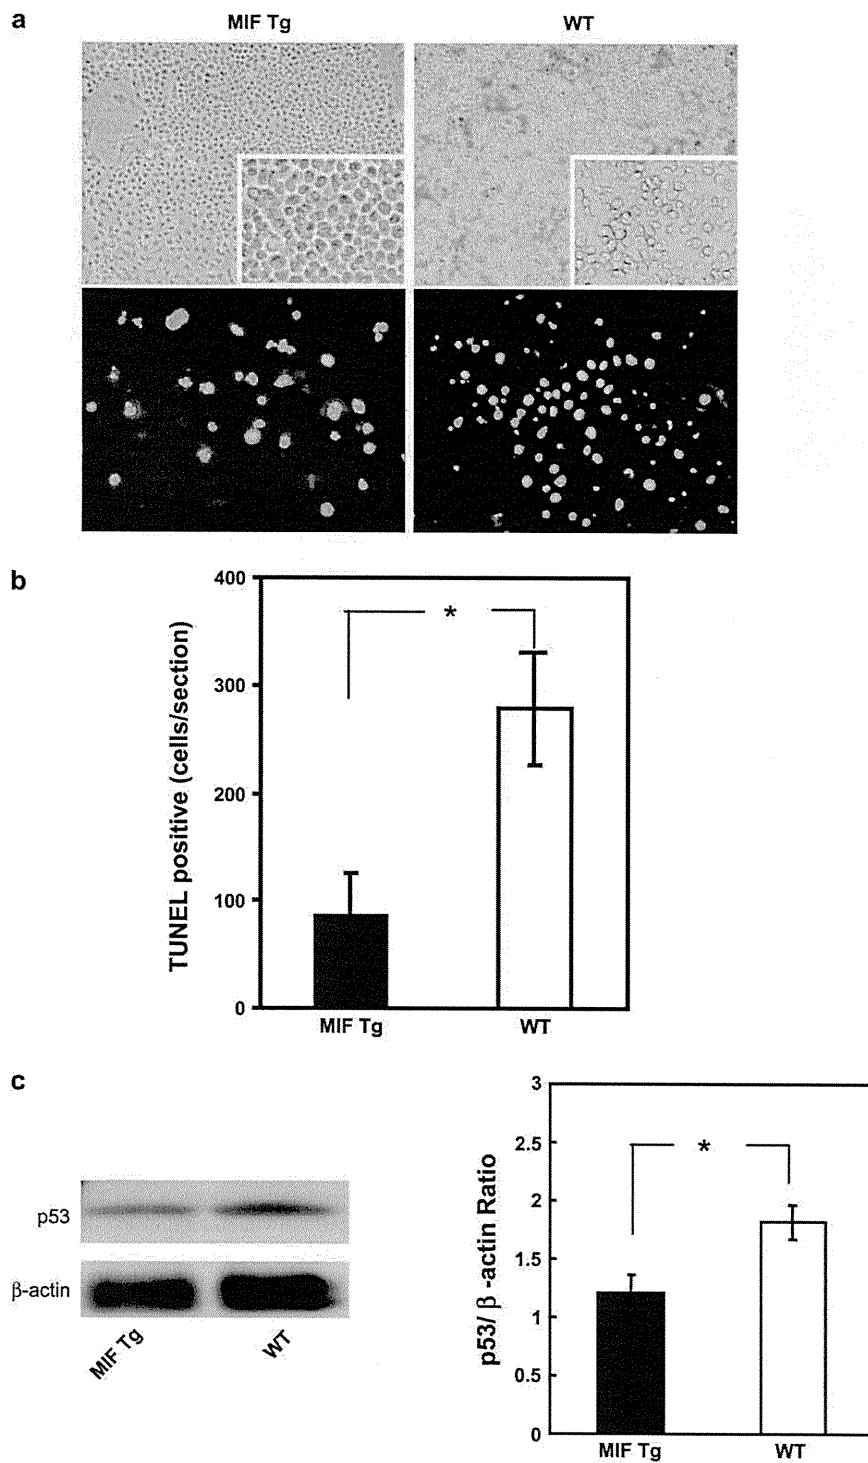 a
MIF Tg
WT
b
400
300
200
100
0
TUNEL positive (cells/section)
*
MIF Tg
WT
c
p53
β-actin
MIF Tg
WT
3
2.5
2
1.5
1
0.5
0
p53/ β -actin Ratio
*
MIF Tg
WT